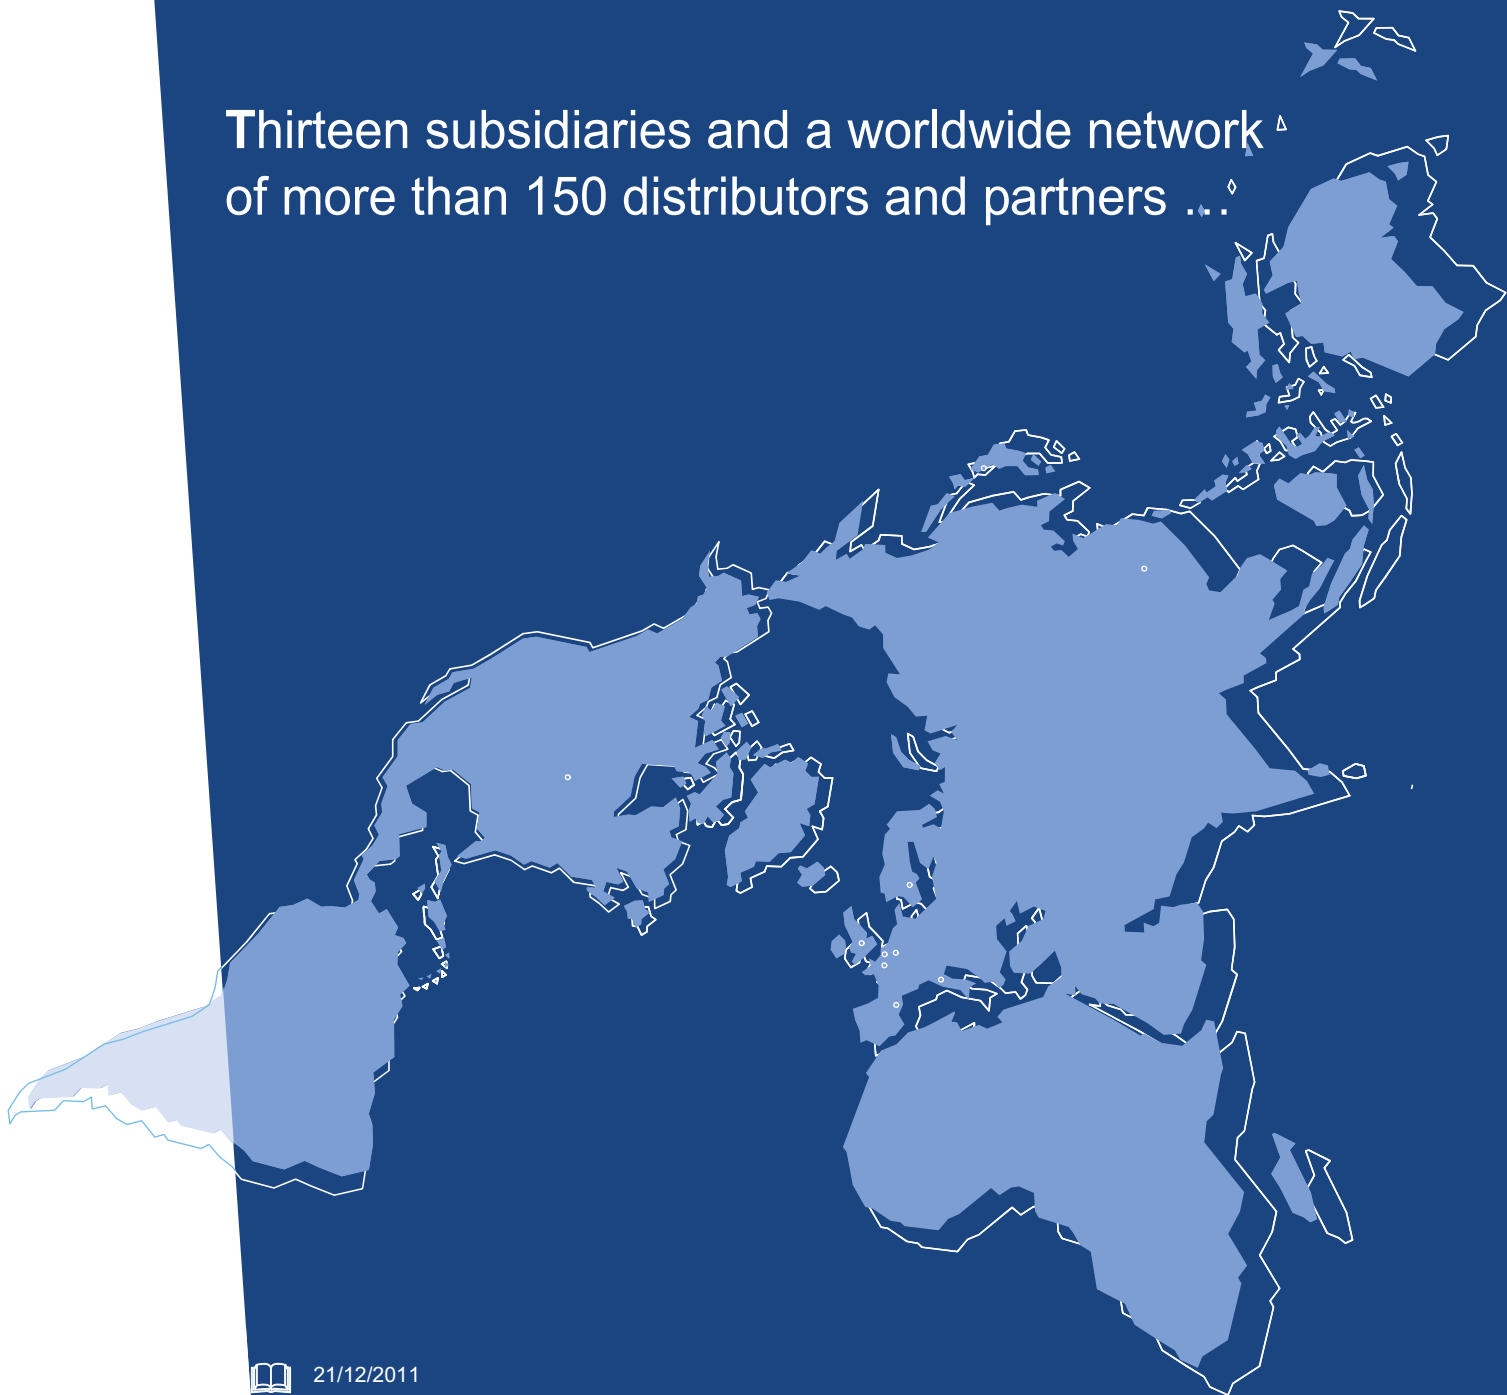 Thirteen subsidiaries and a worldwide network
of more than 150 distributors and partners ...
21/12/2011